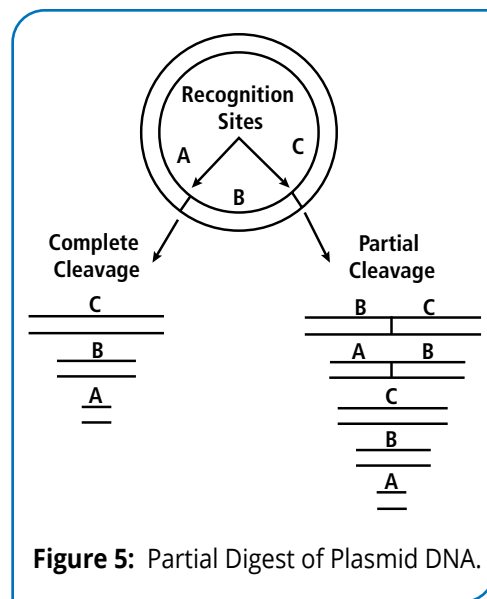 Recognition
Sites
A
C
B
Complete
Cleavage
Partial
Cleavage
C
B
A
B C
A B
C
B
A
Figure 5: Partial Digest of Plasmid DNA.